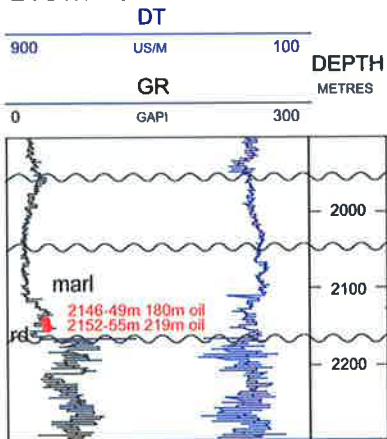 DT
900 US/M 100
DEPTH
METRES
GR
0 GAPI 300
2000
marl
2100
2146-49m 180m oil
2152-55m 219m oil
rd
2200